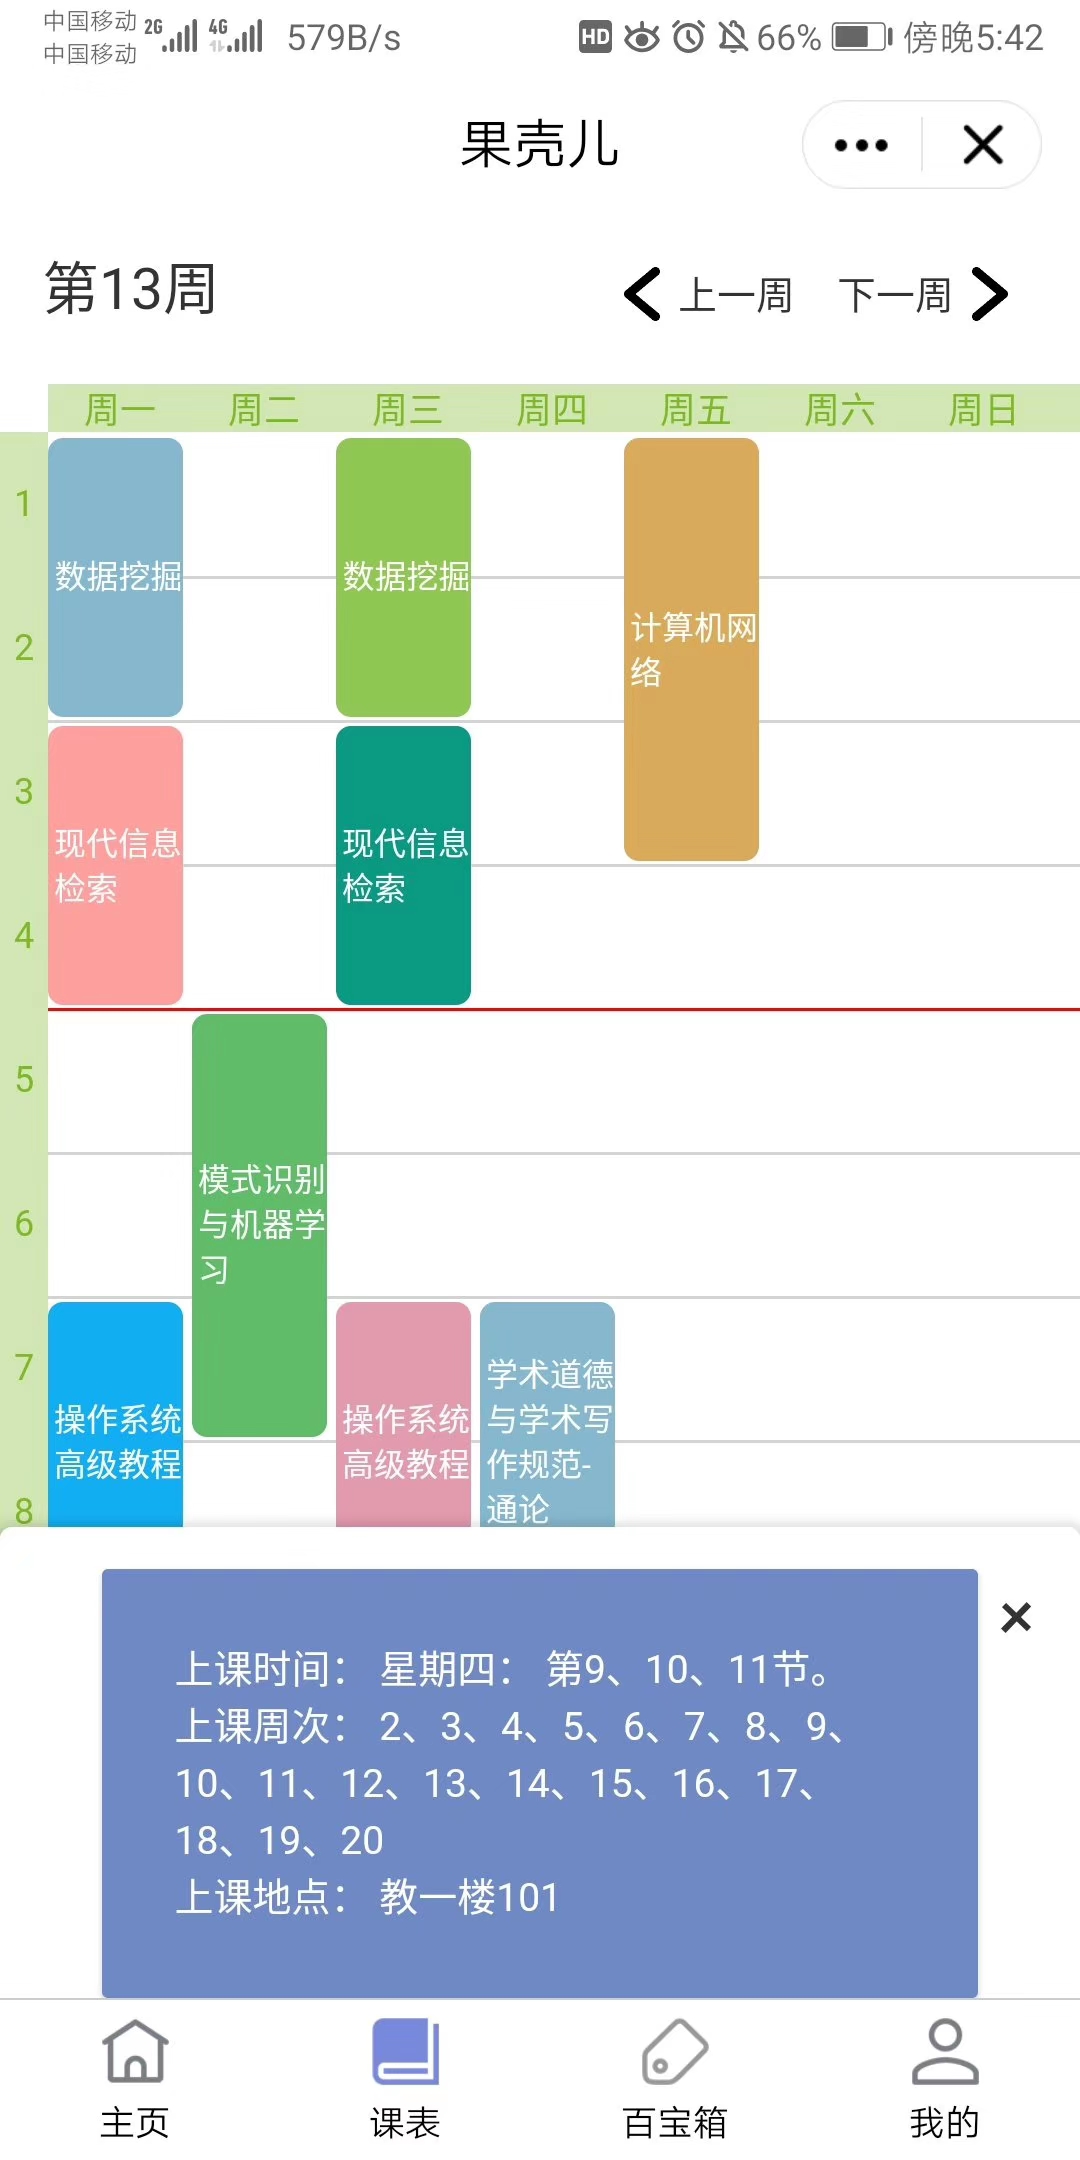 中国移动 2G 4G 579B/s HD 66% 傍晚5:42
中国移动
果壳儿
第13周 上一周 下一周
周一 周二 周三 周四 周五 周六 周日
1
数据挖掘 数据挖掘
计算机网
络
2
3
现代信息 现代信息
检索 检索
4
5
模式识别
与机器学
习
6
7
学术道德
与学术写
作规范-
通论
操作系统 操作系统
高级教程 高级教程
8
上课时间： 星期四： 第9、10、11节。
上课周次： 2、3、4、5、6、7、8、9、
10、11、12、13、14、15、16、17、
18、19、20
上课地点： 教一楼101
主页 课表 百宝箱 我的